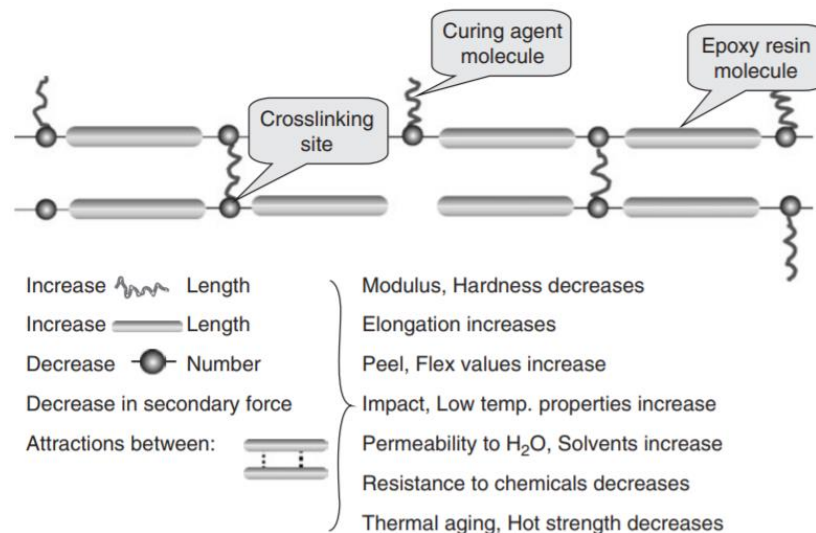 Curing agent
molecule
Epoxy resin
molecule
Crosslinking
site
Increase Length
Increase Length
Decrease Number
Decrease in secondary force
Attractions between:
Modulus, Hardness decreases
Elongation increases
Peel, Flex values increase
Impact, Low temp. properties increase
Permeability to H₂O, Solvents increase
Resistance to chemicals decreases
Thermal aging, Hot strength decreases